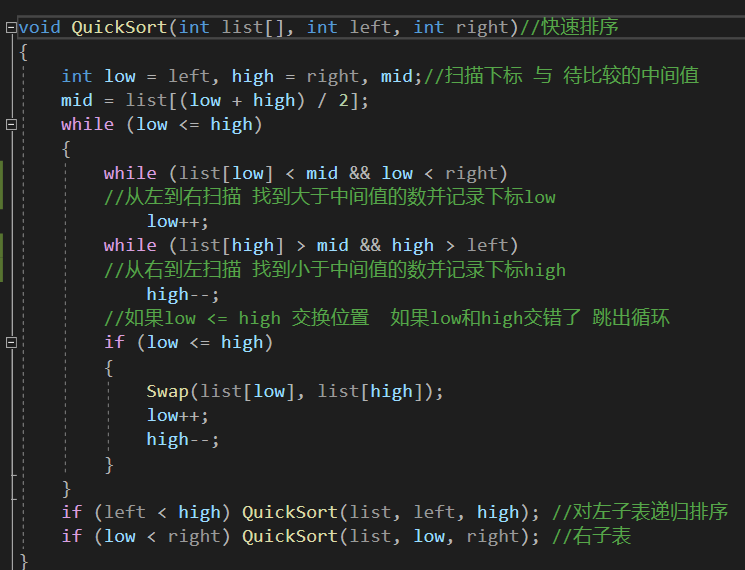 void QuickSort(int list[], int left, int right)//快速排序
{
    int low = left, high = right, mid;//扫描下标 与 待比较的中间值
    mid = list[(low + high) / 2];
    while (low <= high)
    {
        while (list[low] < mid && low < right)
        //从左到右扫描 找到大于中间值的数并记录下标low
            low++;
        while (list[high] > mid && high > left)
        //从右到左扫描 找到小于中间值的数并记录下标high
            high--;
        //如果low <= high 交换位置  如果low和high交错了 跳出循环
        if (low <= high)
        {
            Swap(list[low], list[high]);
            low++;
            high--;
        }
    }
    if (left < high) QuickSort(list, left, high); //对左子表递归排序
    if (low < right) QuickSort(list, low, right); //右子表
}